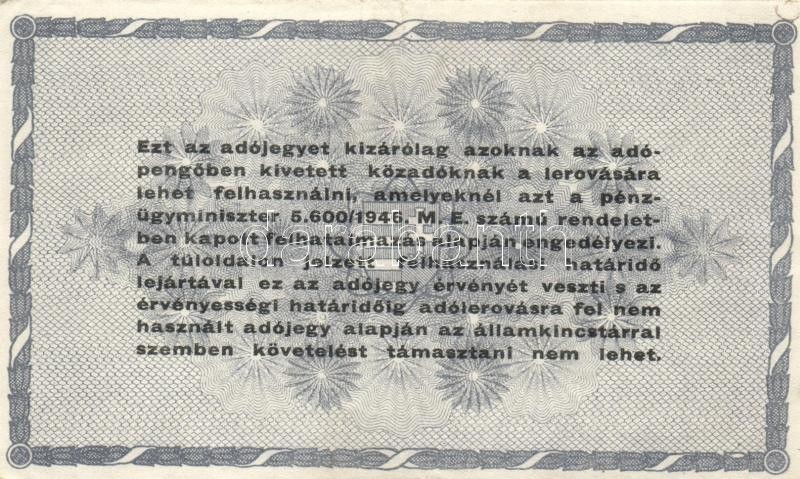 Ezt az adójegyet kizárólag azoknak az adó-
pengőben kivetett közadóknak a lerovására
lehet felhasználni, amelyeknél azt a pénz-
ügyminiszter 5.600/1946. M. E. számú rendelet-
ben kapott felhatalmazás alapján engedélyezi.
A túloldalon jelzett felhasználási határidő
lejártával ez az adójegy érvényét veszti s az
érvényességi határidőig adólerovásra fel nem
használt adójegy alapján az államkincstárral
szemben követelést támasztani nem lehet.
darabanth